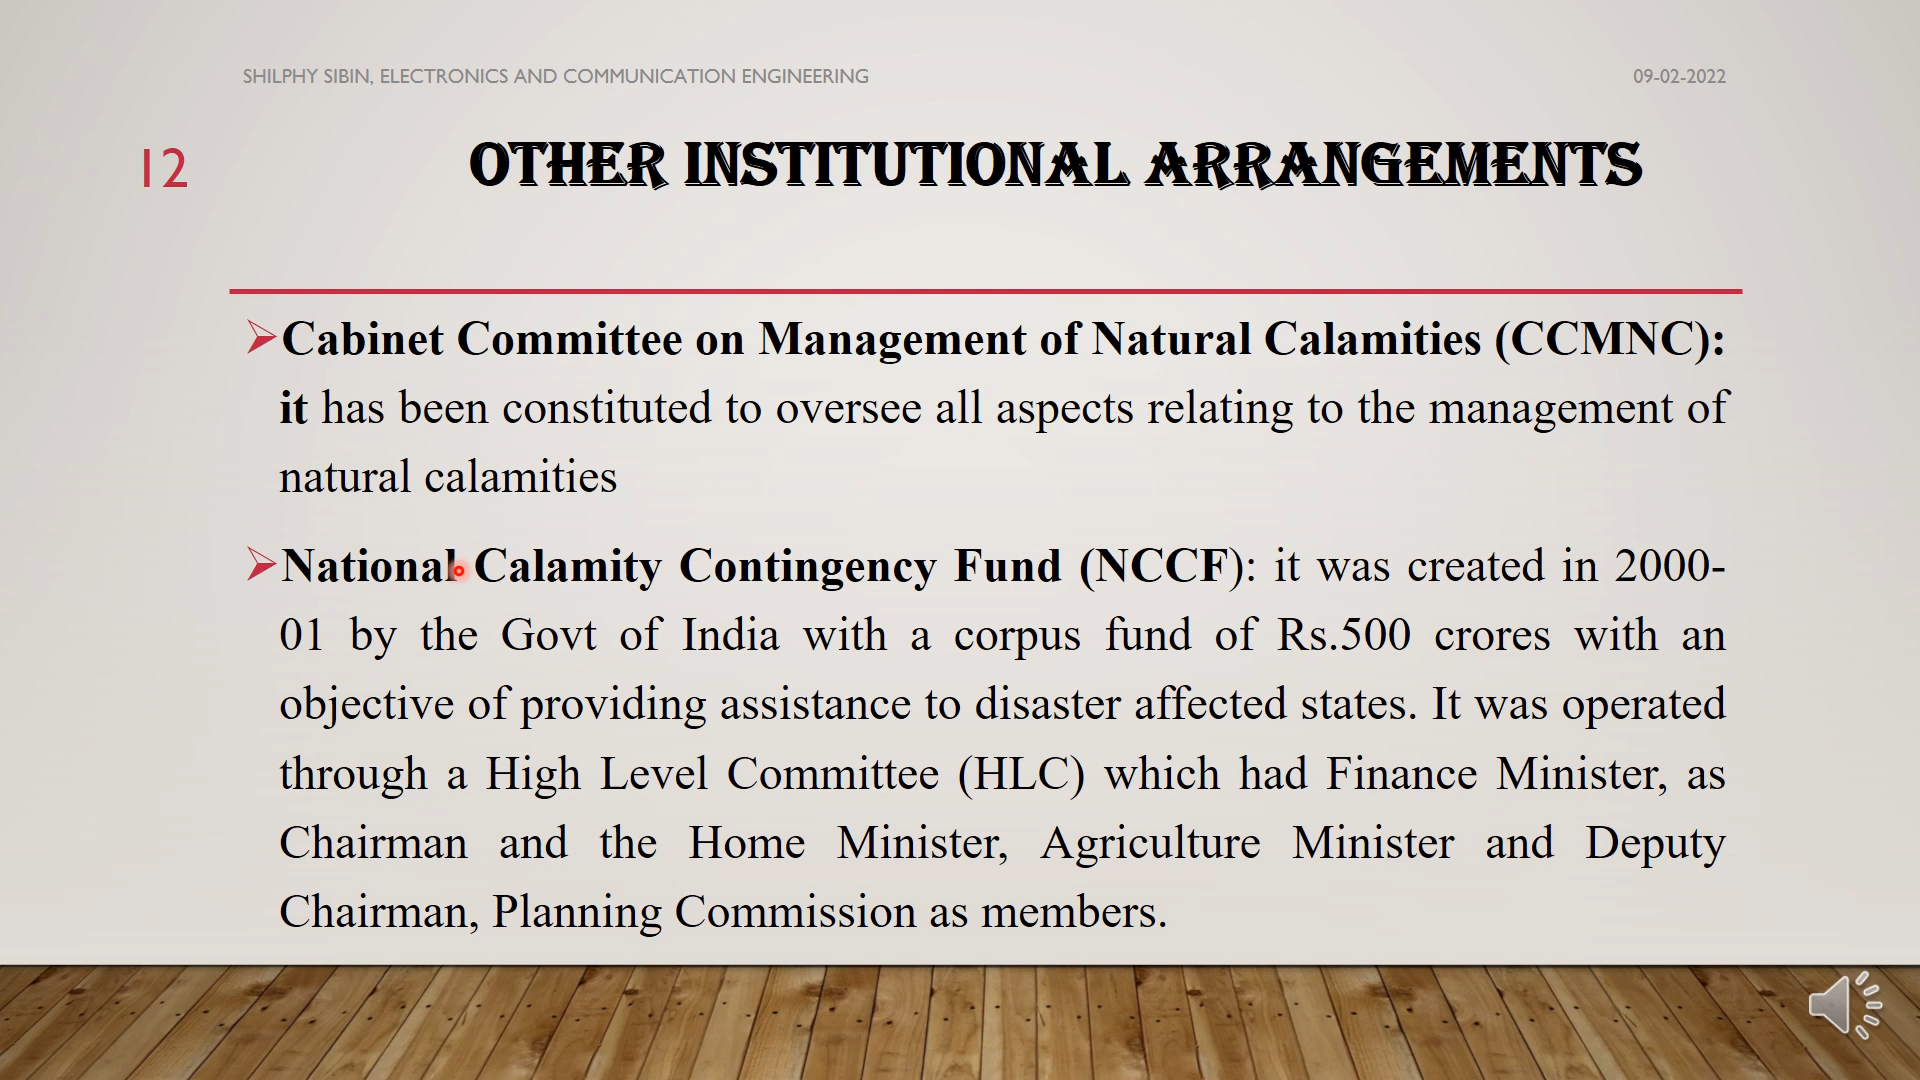 SHILPHY SIBIN, ELECTRONICS AND COMMUNICATION ENGINEERING
09-02-2022
12
OTHER INSTITUTIONAL ARRANGEMENTS
Cabinet Committee on Management of Natural Calamities (CCMNC):
it has been constituted to oversee all aspects relating to the management of
natural calamities
National Calamity Contingency Fund (NCCF): it was created in 2000-
01 by the Govt of India with a corpus fund of Rs.500 crores with an
objective of providing assistance to disaster affected states. It was operated
through a High Level Committee (HLC) which had Finance Minister, as
Chairman and the Home Minister, Agriculture Minister and Deputy
Chairman, Planning Commission as members.